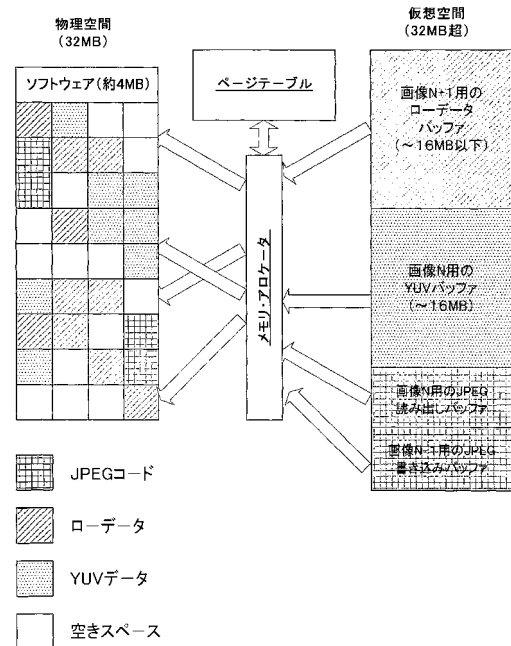 物理空間
(32MB)
ソフトウェア(約4MB)
ページテーブル
メモリ・アロケータ
仮想空間
(32MB超)
画像N+1用の
ローデータ
バッファ
(~16MB以下)
画像N用の
YUVバッファ
(~16MB)
画像N用のJPEG
読み出しバッファ
画像N-1用のJPEG
書き込みバッファ
JPEGコード
ローデータ
YUVデータ
空きスペース